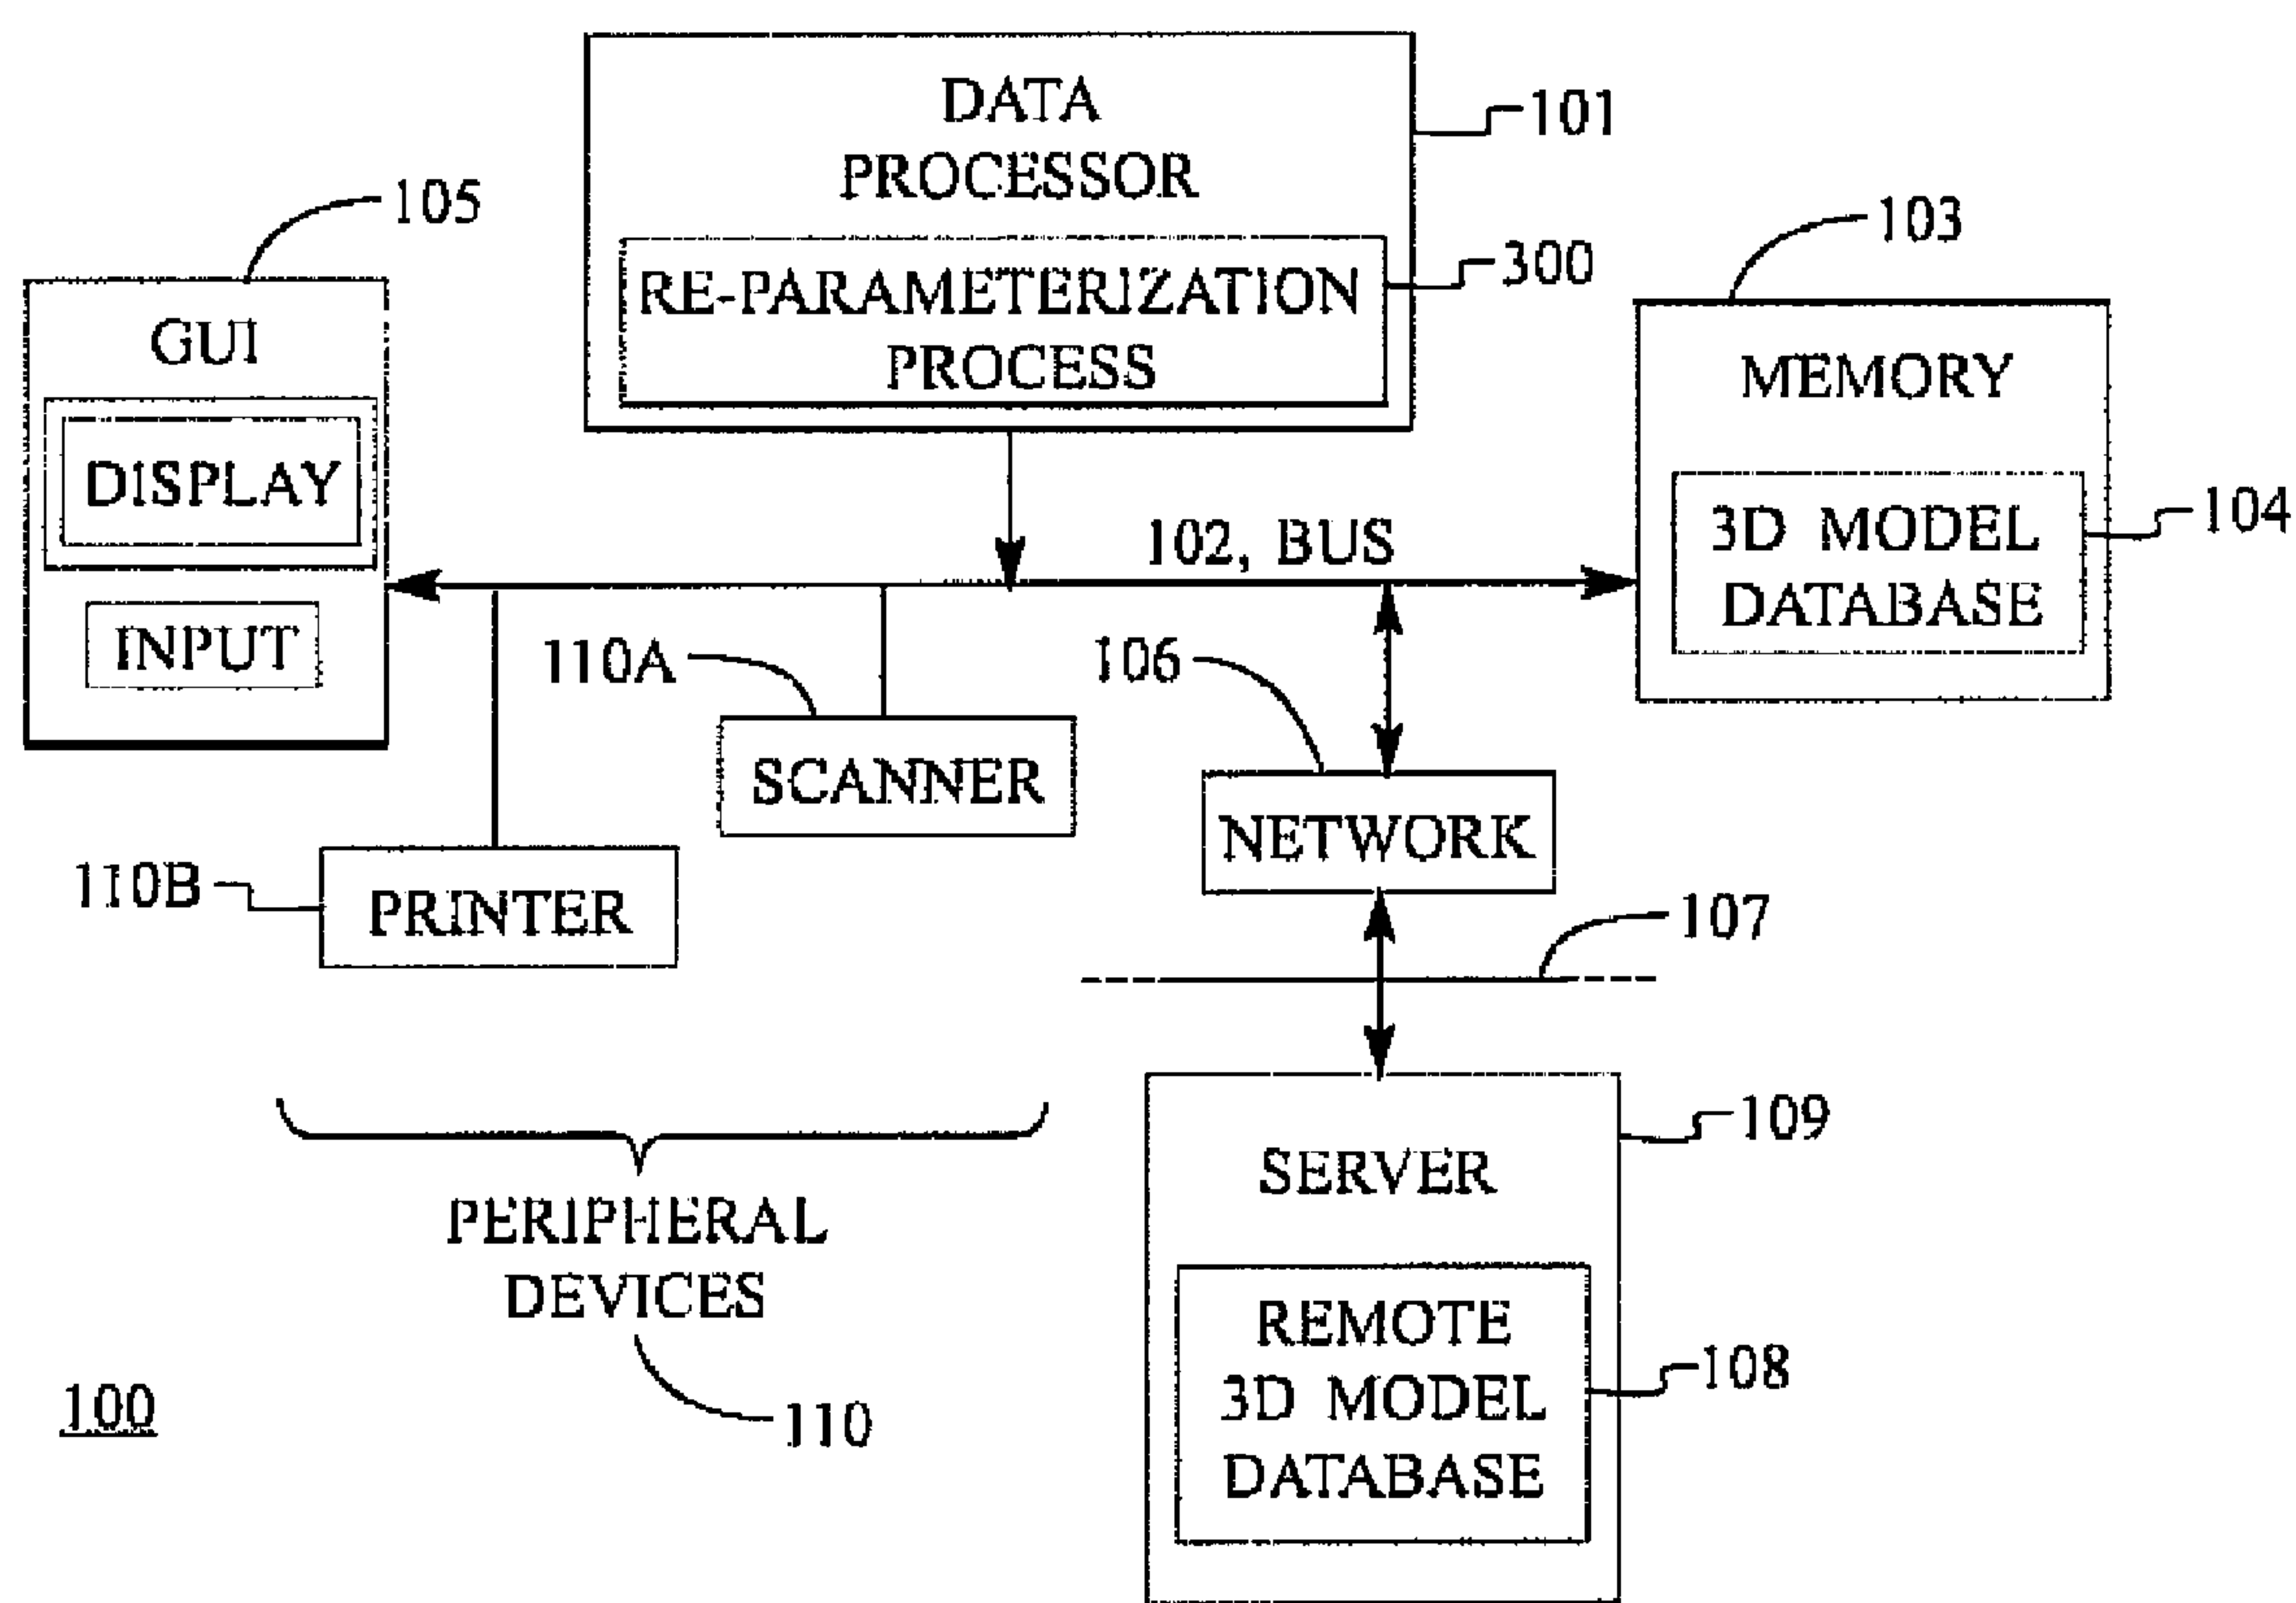 DATA
PROCESSOR
101
RE-PARAMETERIZATION
PROCESS
300
105
GUI
DISPLAY
INPUT
103
MEMORY
3D MODEL
DATABASE
104
102, BUS
110A
SCANNER
106
NETWORK
110B
PRINTER
107
PERIPHERAL
DEVICES
110
SERVER
109
REMOTE
3D MODEL
DATABASE
108
100